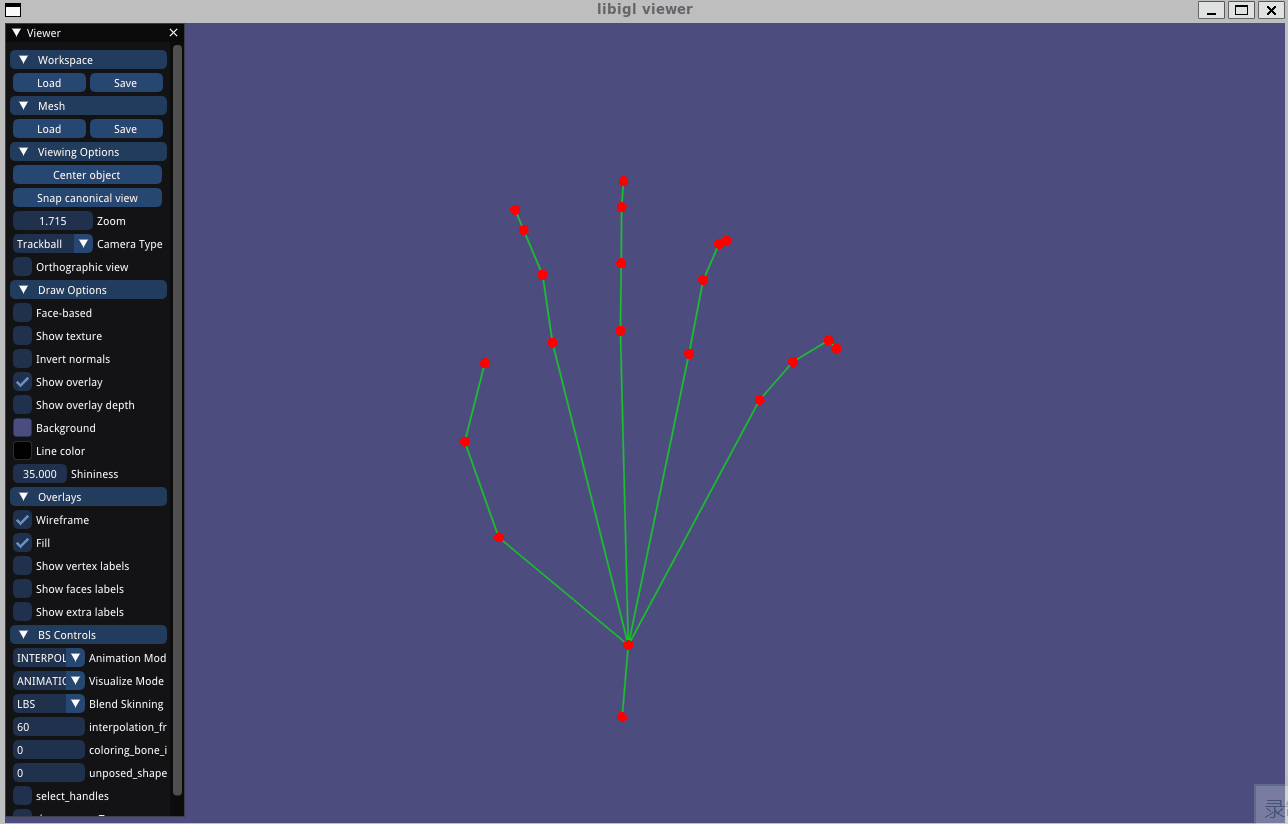 libigl viewer
Viewer
Workspace
Load Save
Mesh
Load Save
Viewing Options
Center object
Snap canonical view
1.715 Zoom
Trackball Camera Type
Orthographic view
Draw Options
Face-based
Show texture
Invert normals
Show overlay
Show overlay depth
Background
Line color
35.000 Shininess
Overlays
Wireframe
Fill
Show vertex labels
Show faces labels
Show extra labels
BS Controls
INTERPOL Animation Mod
ANIMATIC Visualize Mode
LBS Blend Skinning
60 interpolation_fr
0 coloring_bone_i
0 unposed_shape
select_handles
录